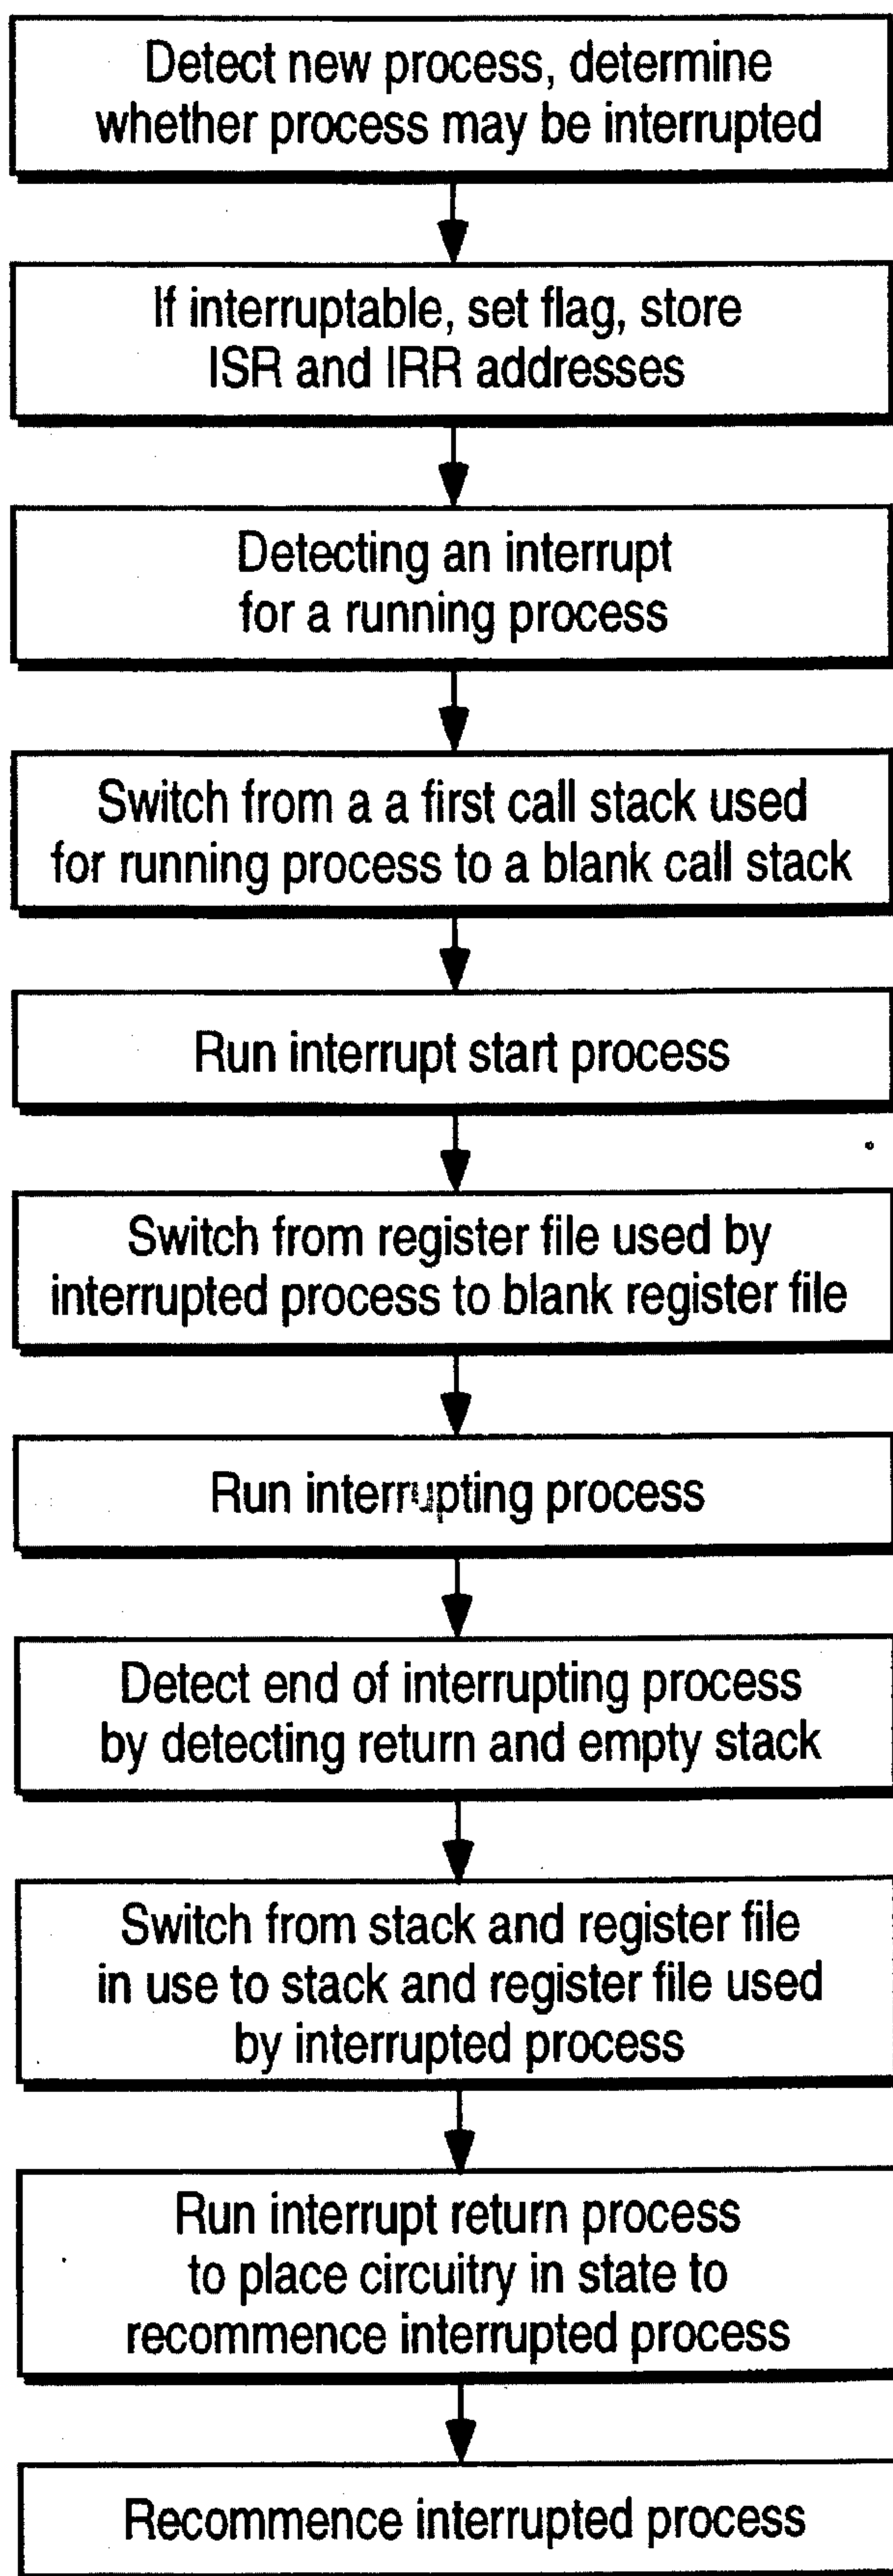 Detect new process, determine
whether process may be interrupted
If interruptable, set flag, store
ISR and IRR addresses
Detecting an interrupt
for a running process
Switch from a a first call stack used
for running process to a blank call stack
Run interrupt start process
Switch from register file used by
interrupted process to blank register file
Run interrupting process
Detect end of interrupting process
by detecting return and empty stack
Switch from stack and register file
in use to stack and register file used
by interrupted process
Run interrupt return process
to place circuitry in state to
recommence interrupted process
Recommence interrupted process